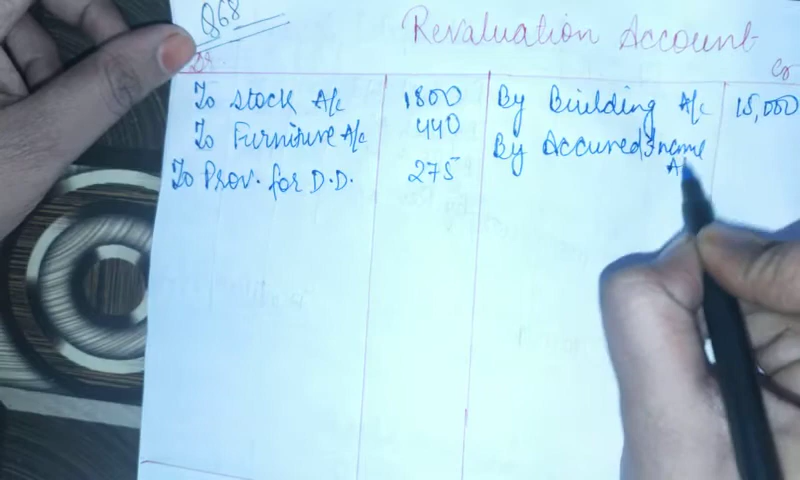 Q68
Revaluation Account
Dr. Cr
To Stock A/c 1800 By Building A/c 15,000
To Furniture A/c 440 By Accured Income
A
To Prov. for D.D. 275